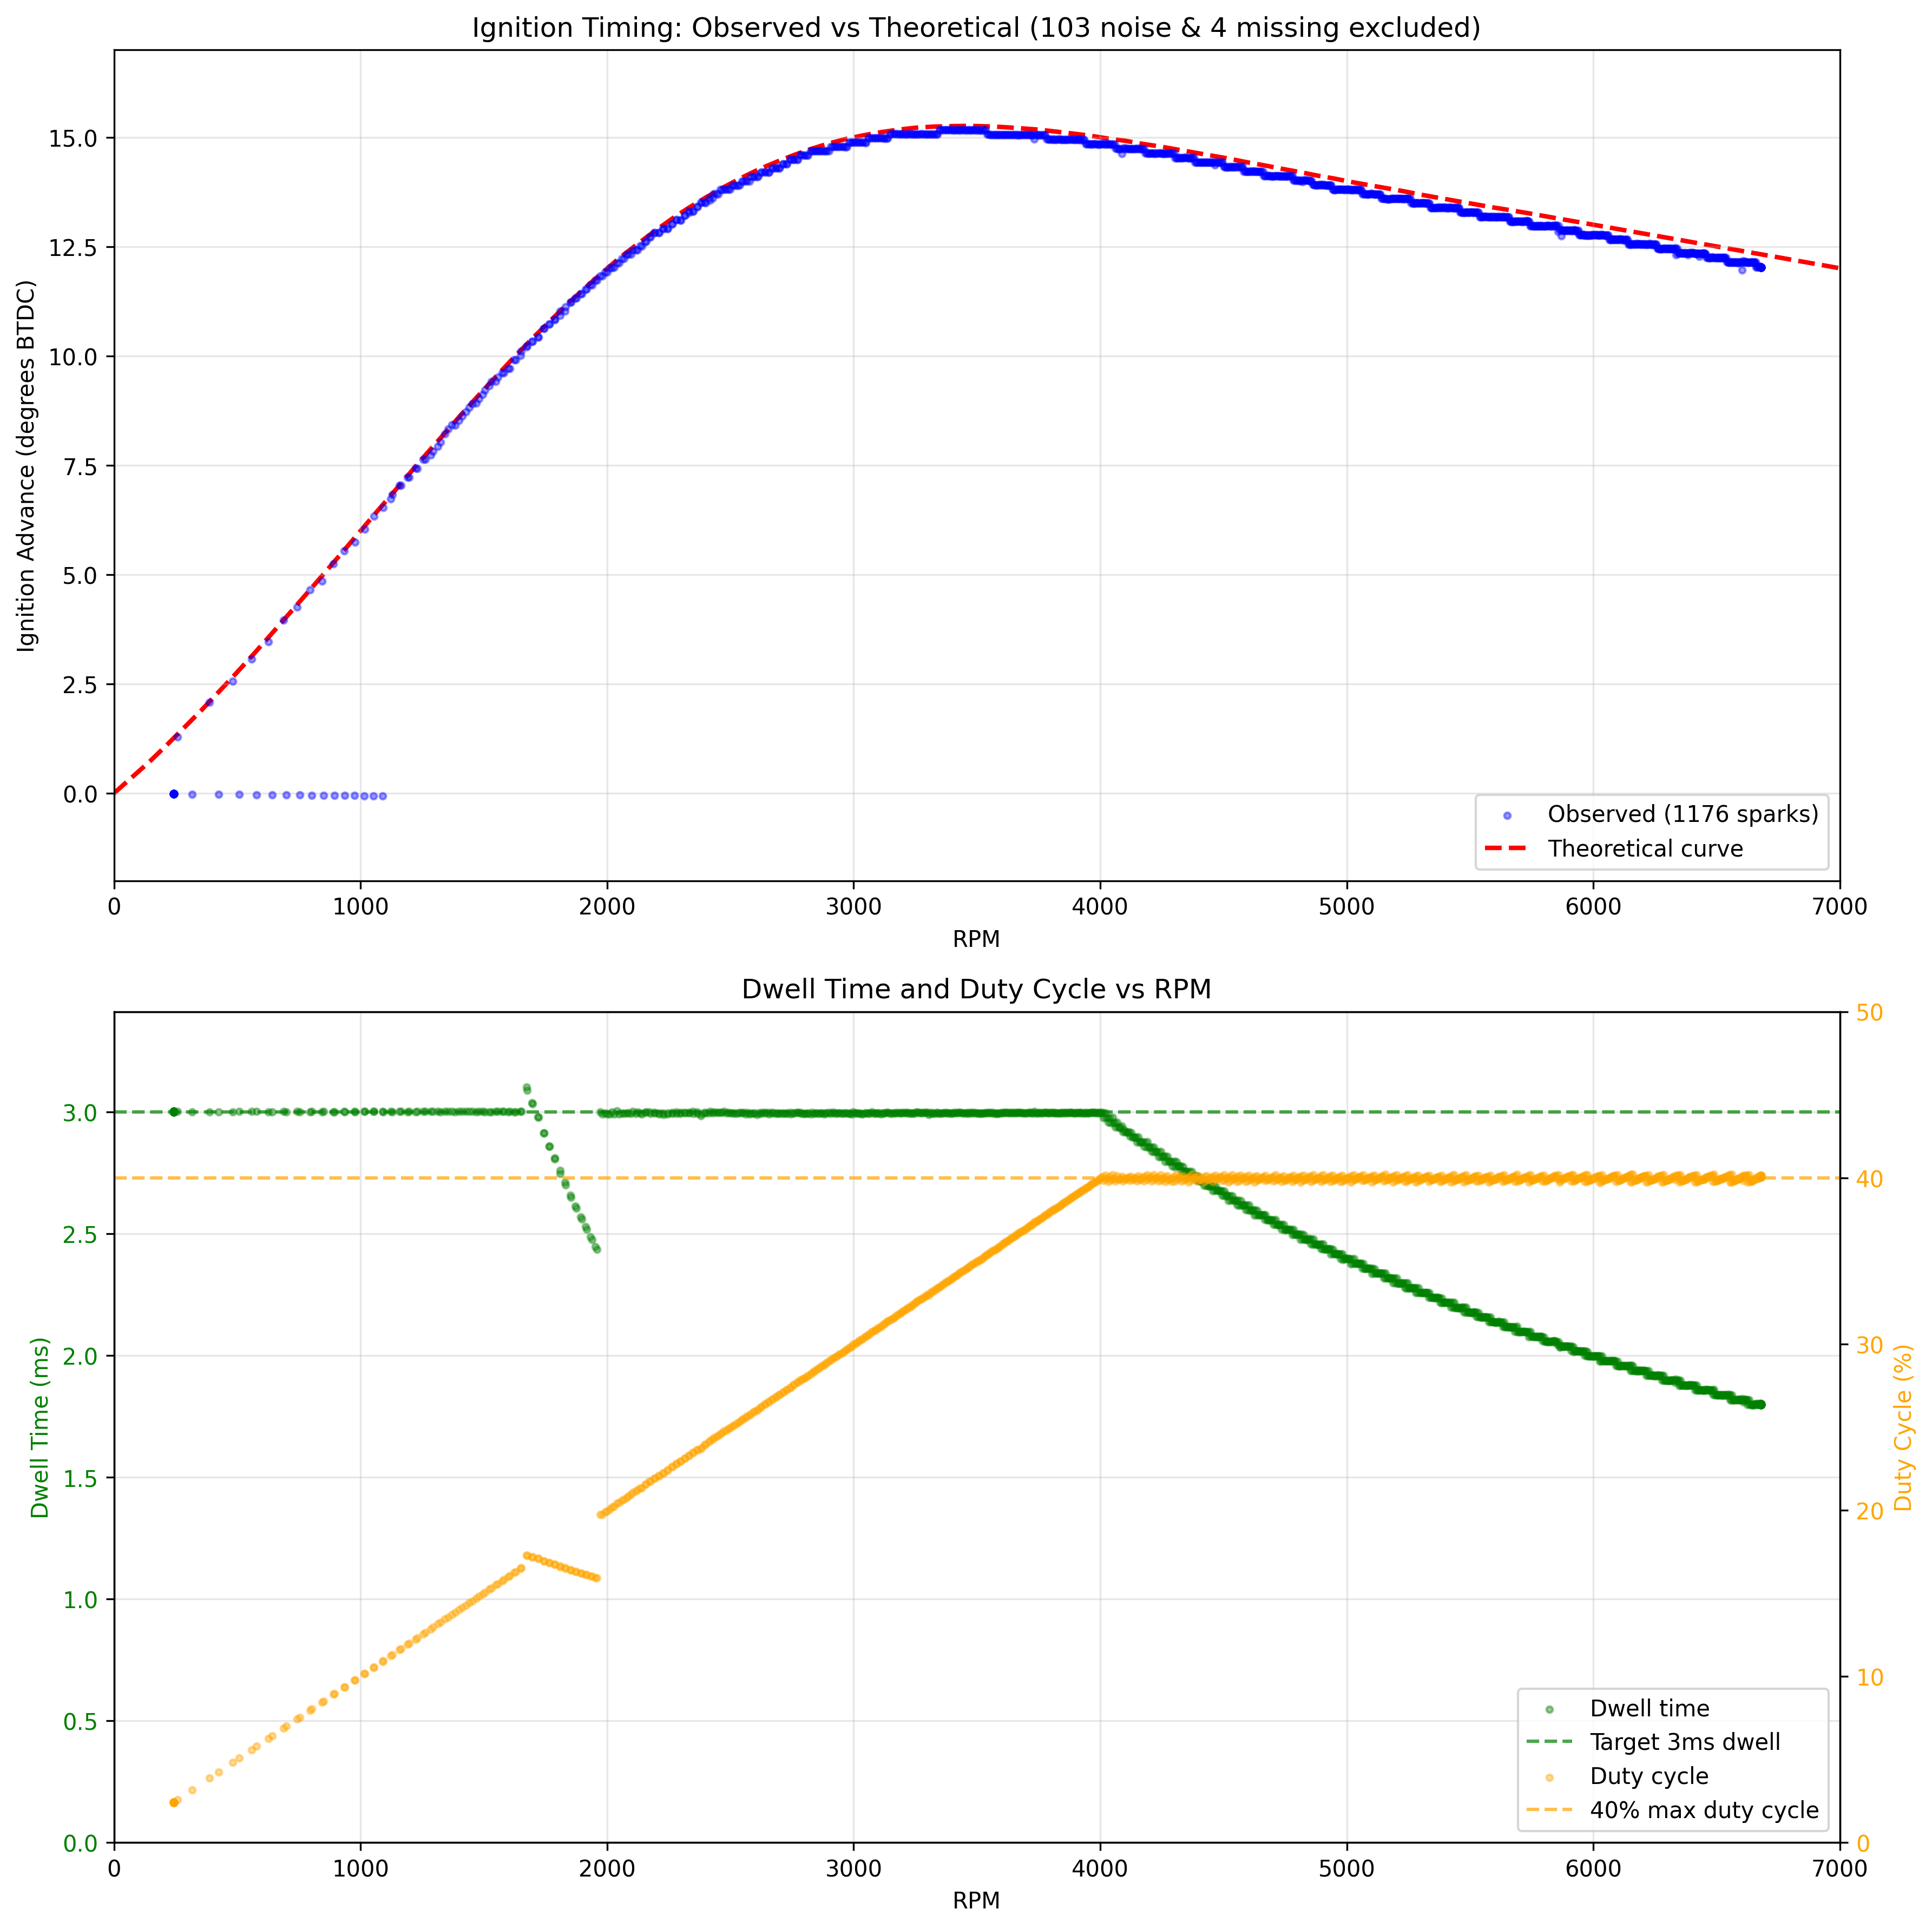 Ignition Timing: Observed vs Theoretical (103 noise & 4 missing excluded)
Ignition Advance (degrees BTDC)
15.0
12.5
10.0
7.5
5.0
2.5
0.0
Observed (1176 sparks)
Theoretical curve
0 1000 2000 3000 4000 5000 6000 7000
RPM
Dwell Time and Duty Cycle vs RPM
Dwell Time (ms)
3.0
2.5
2.0
1.5
1.0
0.5
0.0
50
40
30
20
10
0
Duty Cycle (%)
Dwell time
Target 3ms dwell
Duty cycle
40% max duty cycle
0 1000 2000 3000 4000 5000 6000 7000
RPM